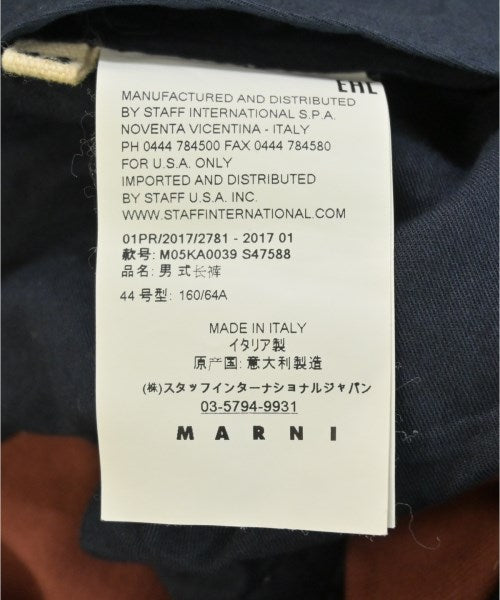 EAC
MANUFACTURED AND DISTRIBUTED
BY STAFF INTERNATIONAL S.P.A.
NOVENTA VICENTINA - ITALY
PH 0444 784500 FAX 0444 784580
FOR U.S.A. ONLY
IMPORTED AND DISTRIBUTED
BY STAFF U.S.A. INC.
WWW.STAFFINTERNATIONAL.COM
01PR/2017/2781 - 2017 01
款号: M05KA0039 S47588
品名: 男 式长裤
44 号型: 160/64A
MADE IN ITALY
イタリア製
原产国: 意大利製造
(株)スタッフインターナショナルジャパン
03-5794-9931
MARNI